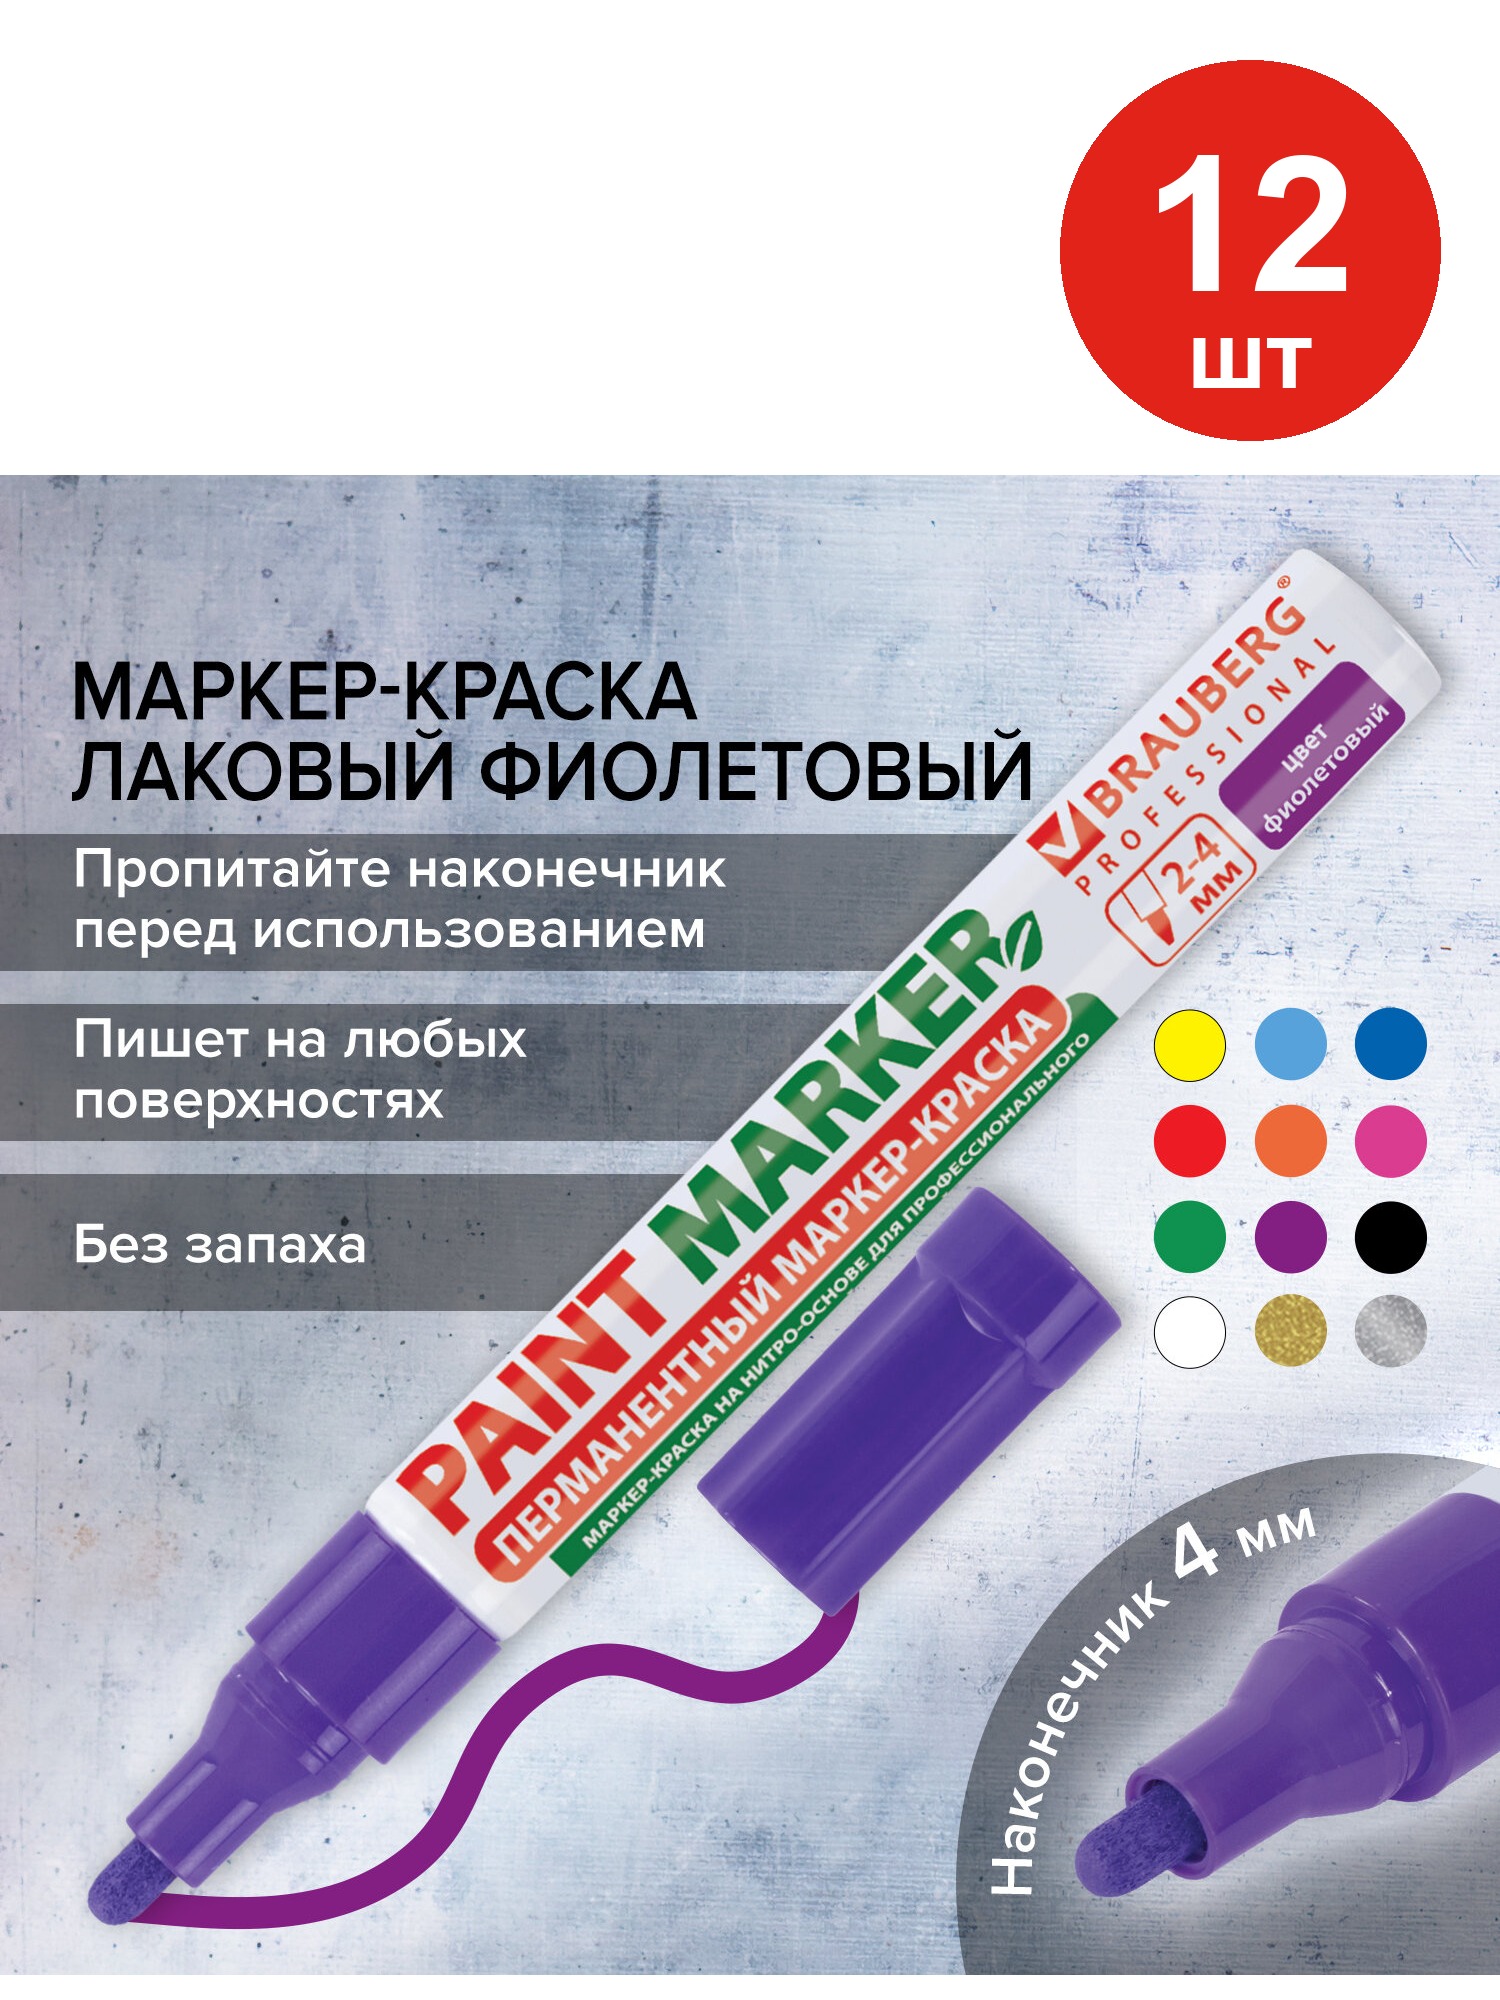 12
шт
МАРКЕР-КРАСКА
ЛАКОВЫЙ ФИОЛЕТОВЫЙ
Пропитайте наконечник
перед использованием
Пишет на любых
поверхностях
Без запаха
BRAUBERG®
PROFESSIONAL
цвет
фиолетовый
2-4
мм
PAINT MARKER
ПЕРМАНЕНТНЫЙ МАРКЕР-КРАСКА
МАРКЕР-КРАСКА НА НИТРО-ОСНОВЕ ДЛЯ ПРОФЕССИОНАЛЬНОГО
Наконечник 4 мм